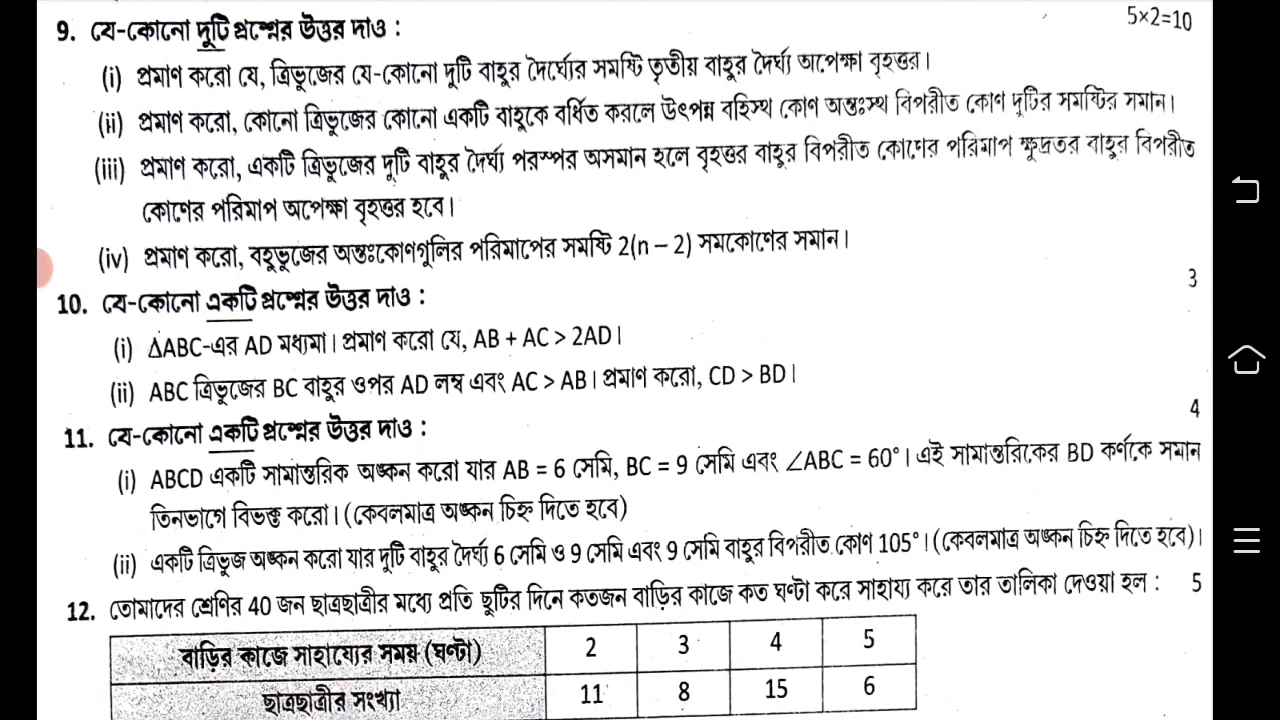 9. যে-কোনো দুটি প্রশ্নের উত্তর দাও : 5×2=10
(i) প্রমাণ করো যে, ত্রিভুজের যে-কোনো দুটি বাহুর দৈর্ঘ্যের সমষ্টি তৃতীয় বাহুর দৈর্ঘ্য অপেক্ষা বৃহত্তর।
(ii) প্রমাণ করো, কোনো ত্রিভুজের কোনো একটি বাহুকে বর্ধিত করলে উৎপন্ন বহিস্থ কোণ অন্তঃস্থ বিপরীত কোণ দুটির সমষ্টির সমান।
(iii) প্রমাণ করো, একটি ত্রিভুজের দুটি বাহুর দৈর্ঘ্য পরস্পর অসমান হলে বৃহত্তর বাহুর বিপরীত কোণের পরিমাপ ক্ষুদ্রতর বাহুর বিপরীত
কোণের পরিমাপ অপেক্ষা বৃহত্তর হবে।
(iv) প্রমাণ করো, বহুভুজের অন্তঃকোণগুলির পরিমাপের সমষ্টি 2(n – 2) সমকোণের সমান।
10. যে-কোনো একটি প্রশ্নের উত্তর দাও : 3
(i) ΔABC-এর AD মধ্যমা। প্রমাণ করো যে, AB + AC > 2AD।
(ii) ABC ত্রিভুজের BC বাহুর ওপর AD লম্ব এবং AC > AB। প্রমাণ করো, CD > BD।
11. যে-কোনো একটি প্রশ্নের উত্তর দাও : 4
(i) ABCD একটি সামান্তরিক অঙ্কন করো যার AB = 6 সেমি, BC = 9 সেমি এবং ∠ABC = 60°। এই সামান্তরিকের BD কর্ণকে সমান
তিনভাগে বিভক্ত করো। (কেবলমাত্র অঙ্কন চিহ্ন দিতে হবে)
(ii) একটি ত্রিভুজ অঙ্কন করো যার দুটি বাহুর দৈর্ঘ্য 6 সেমি ও 9 সেমি এবং 9 সেমি বাহুর বিপরীত কোণ 105°। (কেবলমাত্র অঙ্কন চিহ্ন দিতে হবে)।
12. তোমাদের শ্রেণির 40 জন ছাত্রছাত্রীর মধ্যে প্রতি ছুটির দিনে কতজন বাড়ির কাজে কত ঘণ্টা করে সাহায্য করে তার তালিকা দেওয়া হল : 5
বাড়ির কাজে সাহায্যের সময় (ঘণ্টা) 2 3 4 5
ছাত্রছাত্রীর সংখ্যা 11 8 15 6